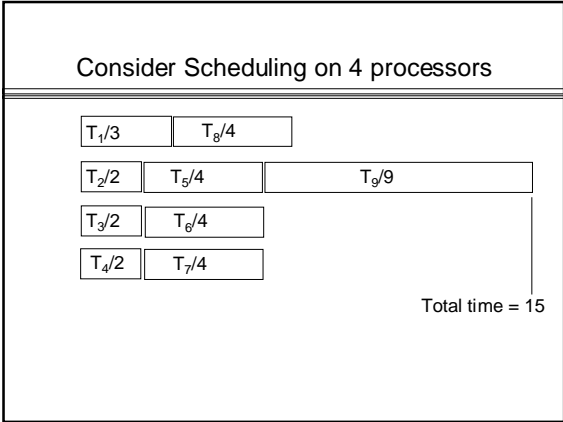 Consider Scheduling on 4 processors
T₁/3 T₈/4
T₂/2 T₅/4 T₉/9
T₃/2 T₆/4
T₄/2 T₇/4
Total time = 15